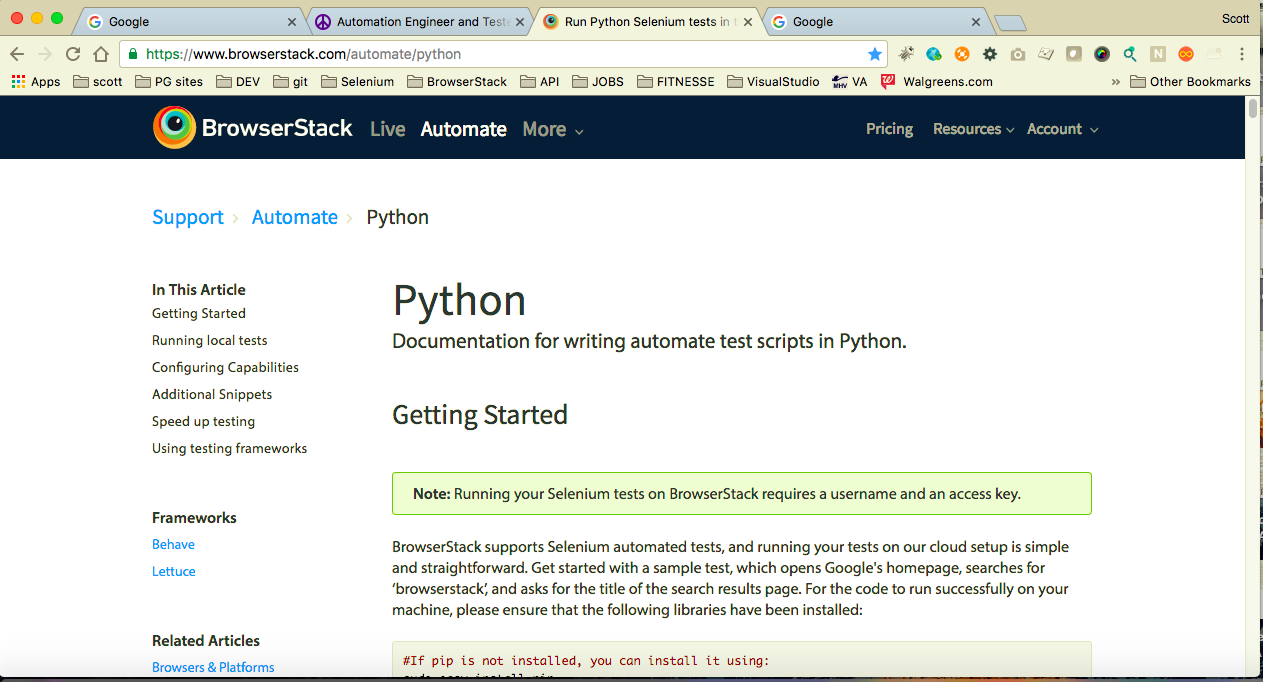 Google
Automation Engineer and Teste
Run Python Selenium tests in t
Google
Scott
https://www.browserstack.com/automate/python
Apps scott PG sites DEV git Selenium BrowserStack API JOBS FITNESSE VisualStudio MHV VA Walgreens.com » Other Bookmarks
BrowserStack Live Automate More Pricing Resources Account
Support Automate Python
In This Article
Getting Started
Running local tests
Configuring Capabilities
Additional Snippets
Speed up testing
Using testing frameworks
Frameworks
Behave
Lettuce
Related Articles
Browsers & Platforms
Python
Documentation for writing automate test scripts in Python.
Getting Started
Note: Running your Selenium tests on BrowserStack requires a username and an access key.
BrowserStack supports Selenium automated tests, and running your tests on our cloud setup is simple
and straightforward. Get started with a sample test, which opens Google's homepage, searches for
‘browserstack’, and asks for the title of the search results page. For the code to run successfully on your
machine, please ensure that the following libraries have been installed:
#If pip is not installed, you can install it using: